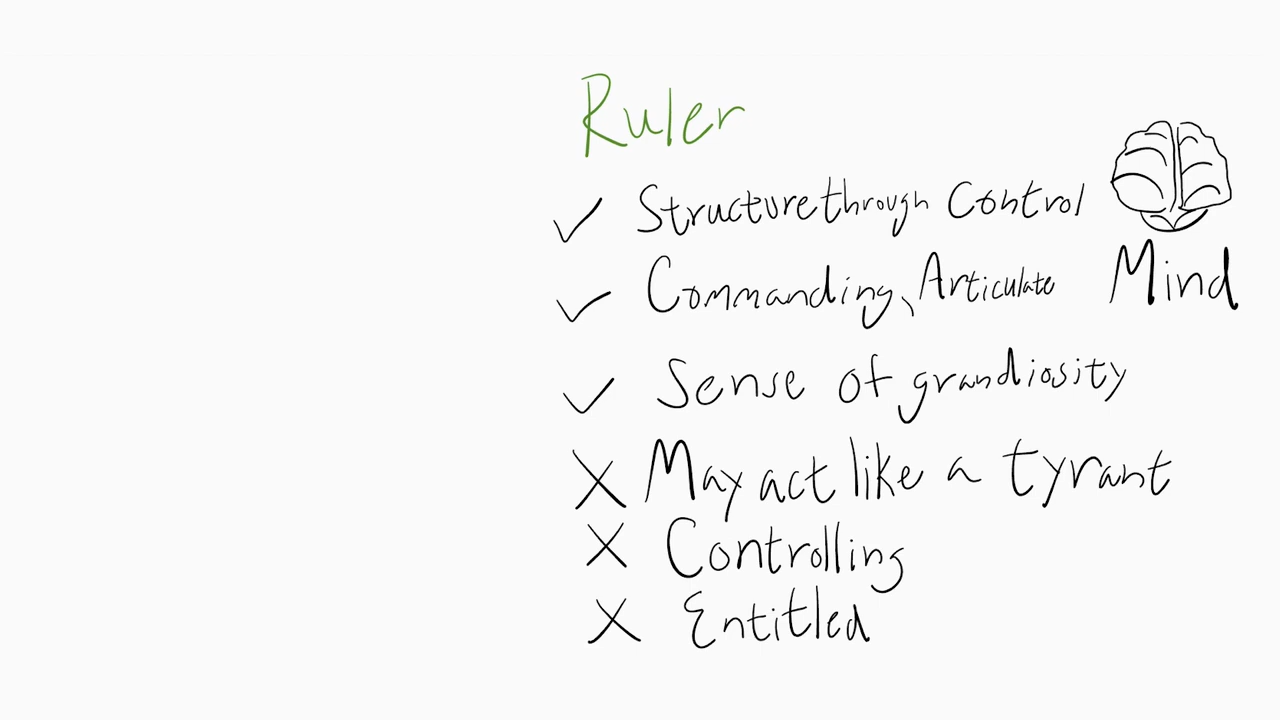 Ruler
✓ Structure through Control
✓ Commanding, Articulate
Mind
✓ Sense of grandiosity
X May act like a tyrant
X Controlling
X Entitled